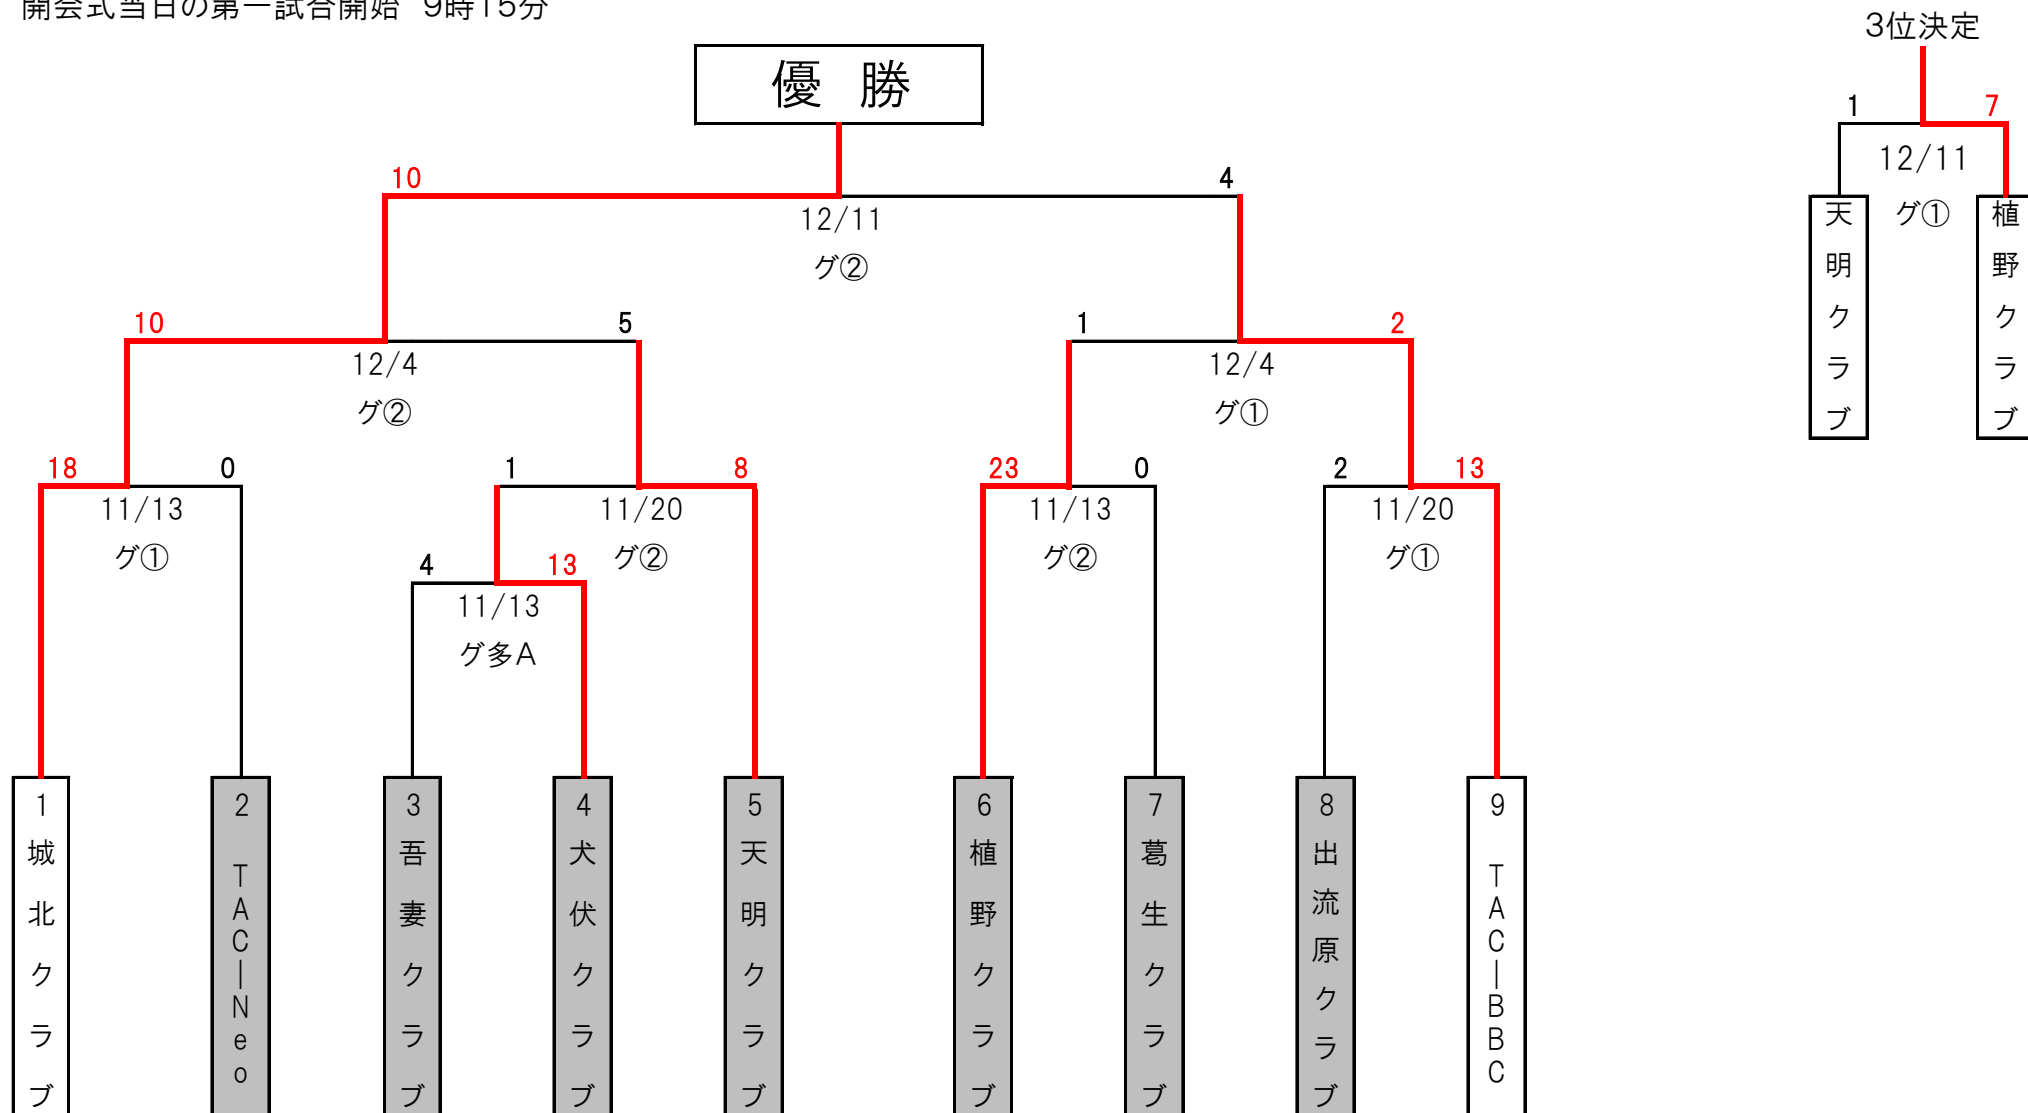 開会式当日の第一試合開始 9時15分
3位決定
優 勝
1 7
12/11
グ①
天明クラブ
植野クラブ
10 4
12/11
グ②
10 5
12/4
グ②
1 2
12/4
グ①
18 0
11/13
グ①
1 8
11/20
グ②
23 0
11/13
グ②
2 13
11/20
グ①
4 13
11/13
グ多A
1 城北クラブ
2 TAC―Neo
3 吾妻クラブ
4 犬伏クラブ
5 天明クラブ
6 植野クラブ
7 葛生クラブ
8 出流原クラブ
9 TAC―BBC